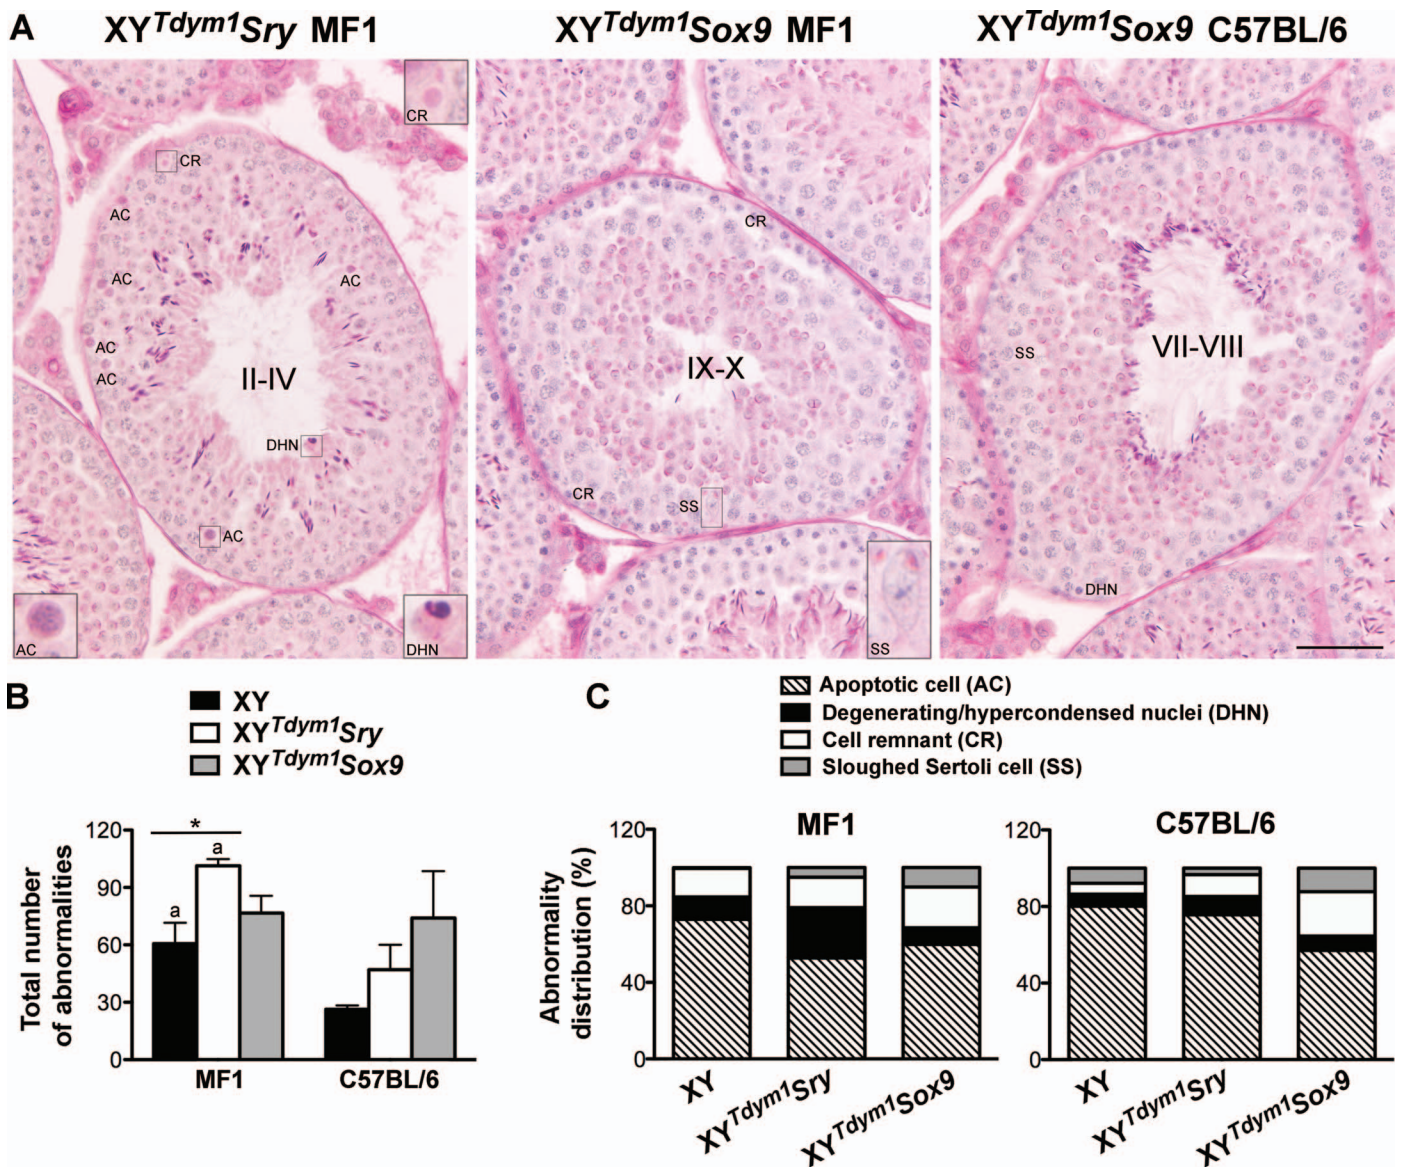 A
XYTdym1Sry MF1
XYTdym1Sox9 MF1
XYTdym1Sox9 C57BL/6
CR
CR
AC
AC
AC
AC
AC
II-IV
DHN
AC
AC
DHN
CR
IX-X
CR
SS
SS
SS
VII-VIII
DHN
B
XY
XYTdym1Sry
XYTdym1Sox9
Total number
of abnormalities
120
90
60
30
0
*
a
a
MF1
C57BL/6
C
Apoptotic cell (AC)
Degenerating/hypercondensed nuclei (DHN)
Cell remnant (CR)
Sloughed Sertoli cell (SS)
Abnormality
distribution (%)
MF1
120
80
40
0
XY
XYTdym1Sry
XYTdym1Sox9
C57BL/6
120
80
40
0
XY
XYTdym1Sry
XYTdym1Sox9